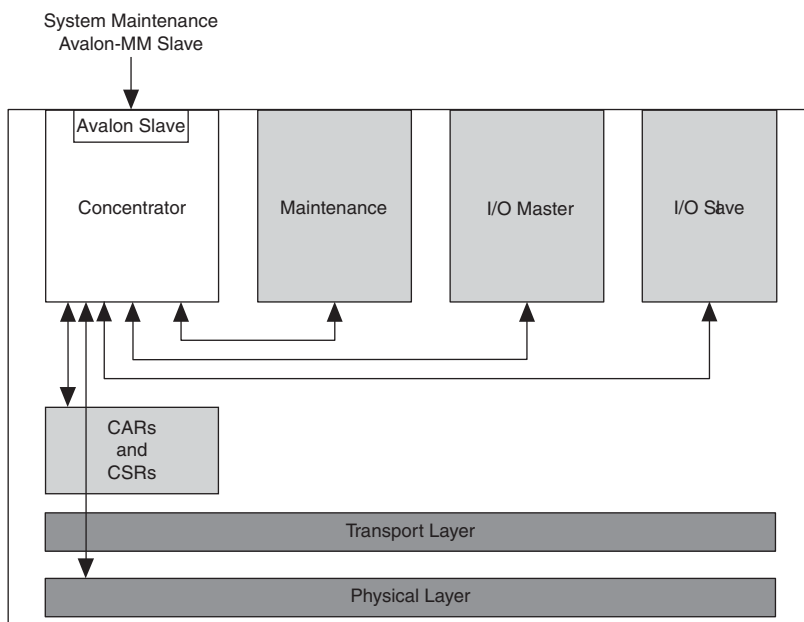 System Maintenance
Avalon-MM Slave
Avalon Slave
Concentrator
Maintenance
I/O Master
I/O Slave
CARs
and
CSRs
Transport Layer
Physical Layer